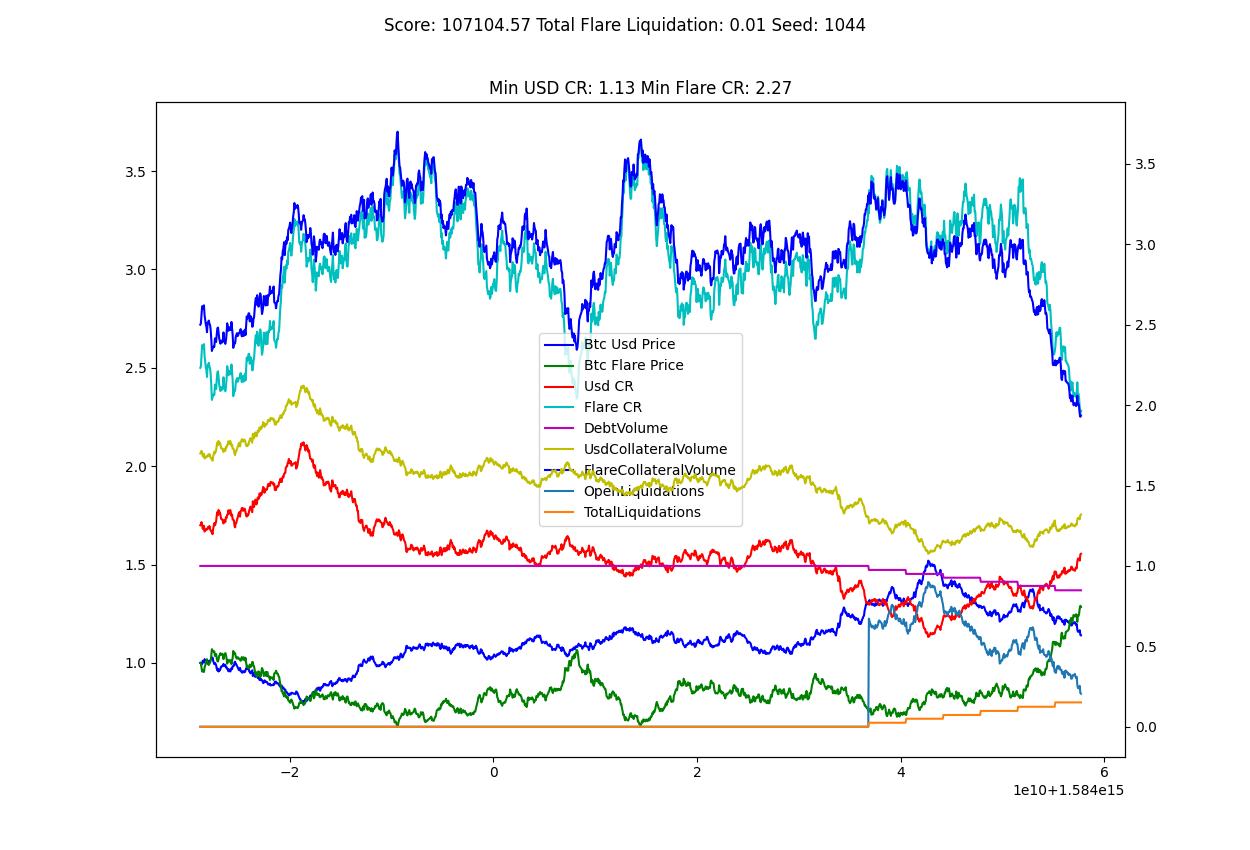 Score: 107104.57 Total Flare Liquidation: 0.01 Seed: 1044
Min USD CR: 1.13 Min Flare CR: 2.27
3.5
3.0
2.5
2.0
1.5
1.0
3.5
3.0
2.5
2.0
1.5
1.0
0.5
0.0
Btc Usd Price
Btc Flare Price
Usd CR
Flare CR
DebtVolume
UsdCollateralVolume
FlareCollateralVolume
OpenLiquidations
TotalLiquidations
−2
0
2
4
6
1e10+1.584e15